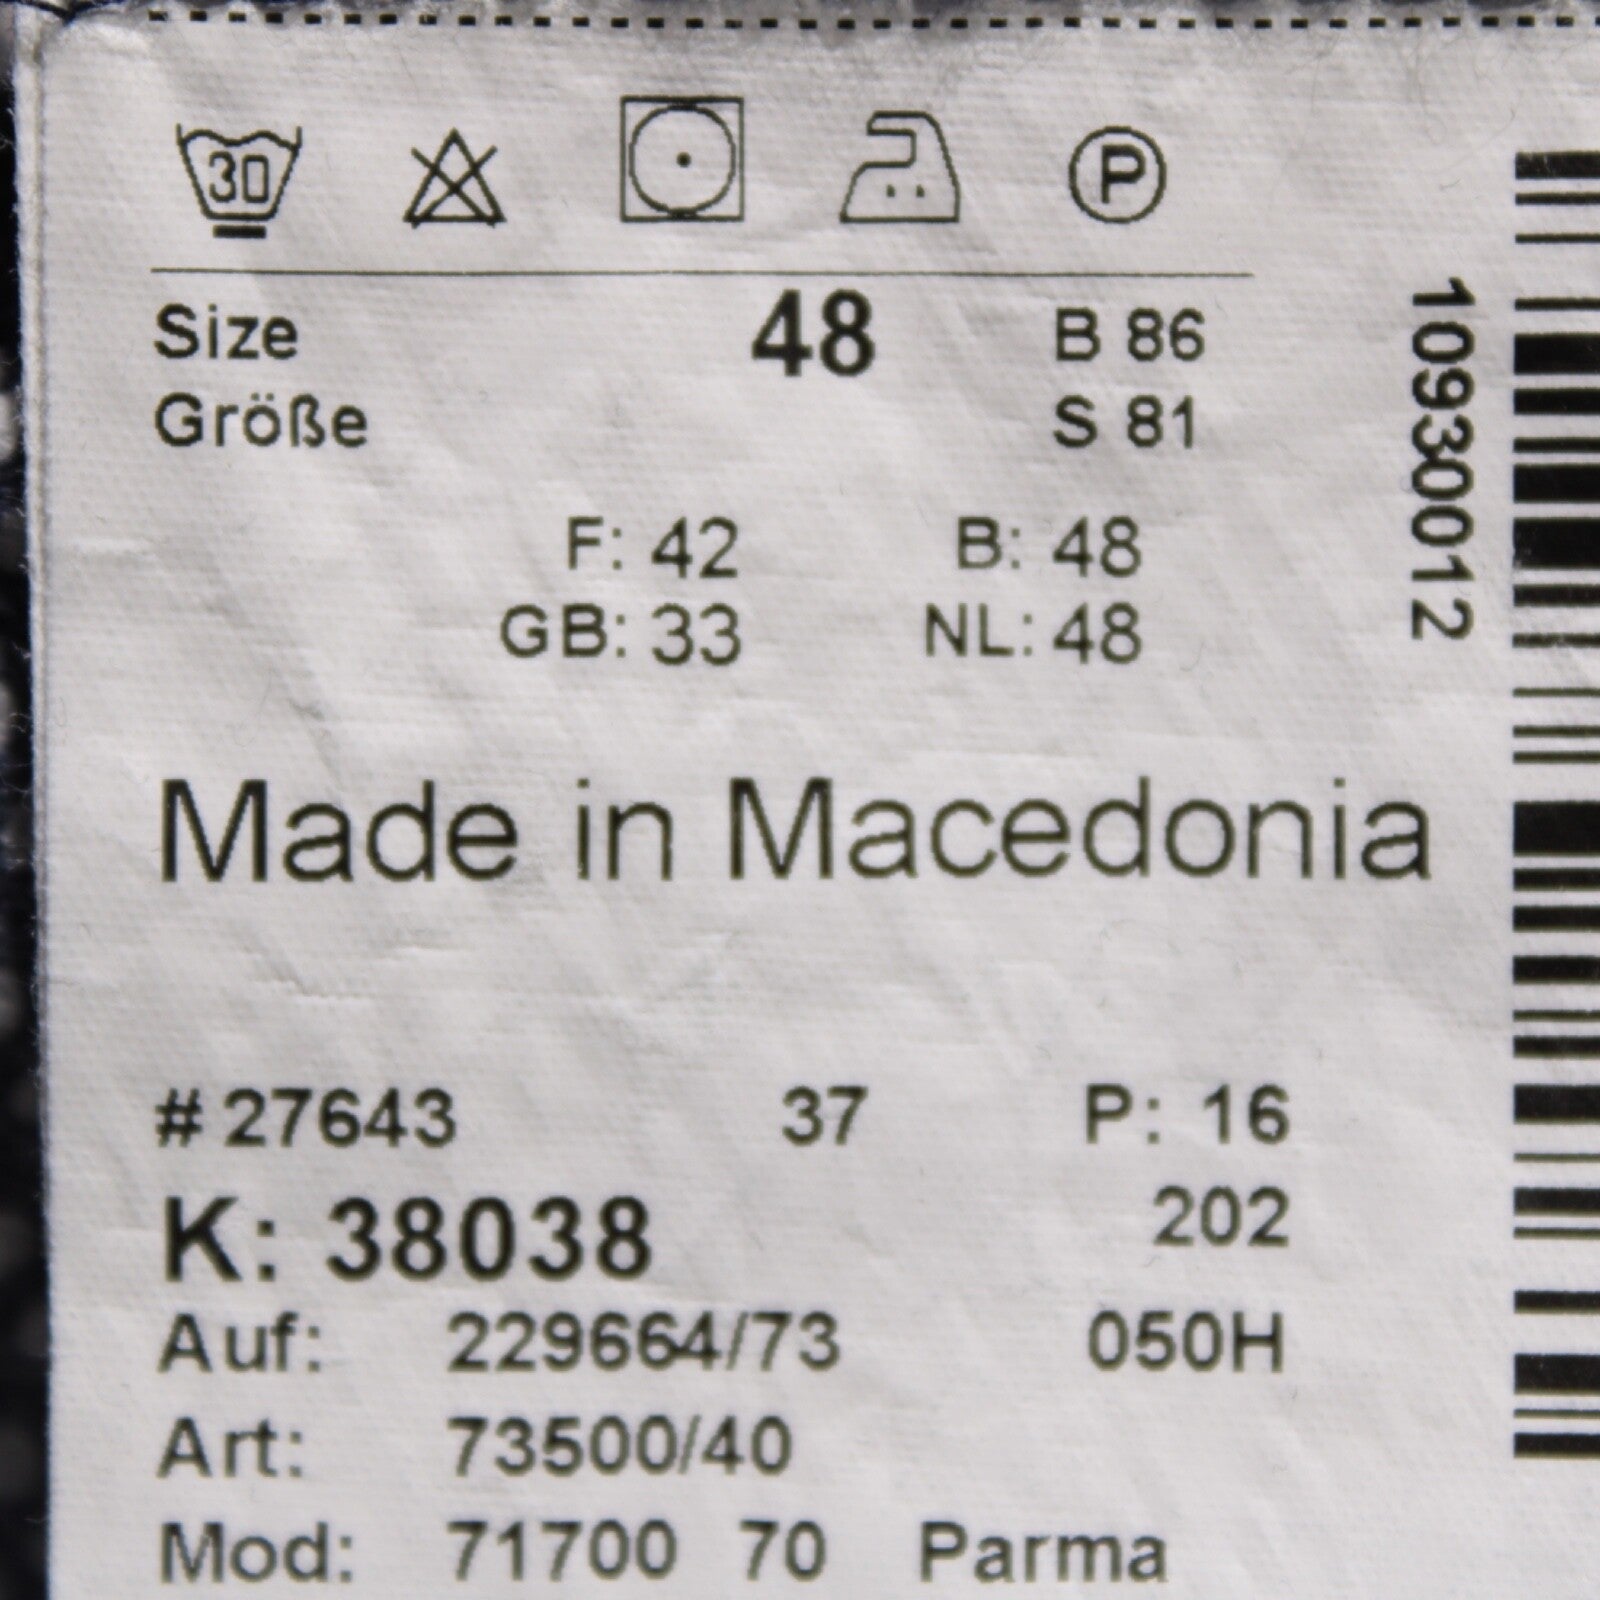 30
P
Size 48 B 86
Größe S 81
F: 42 B: 48
GB: 33 NL: 48
10930012
Made in Macedonia
# 27643 37 P: 16
K: 38038 202
Auf: 229664/73 050H
Art: 73500/40
Mod: 71700 70 Parma